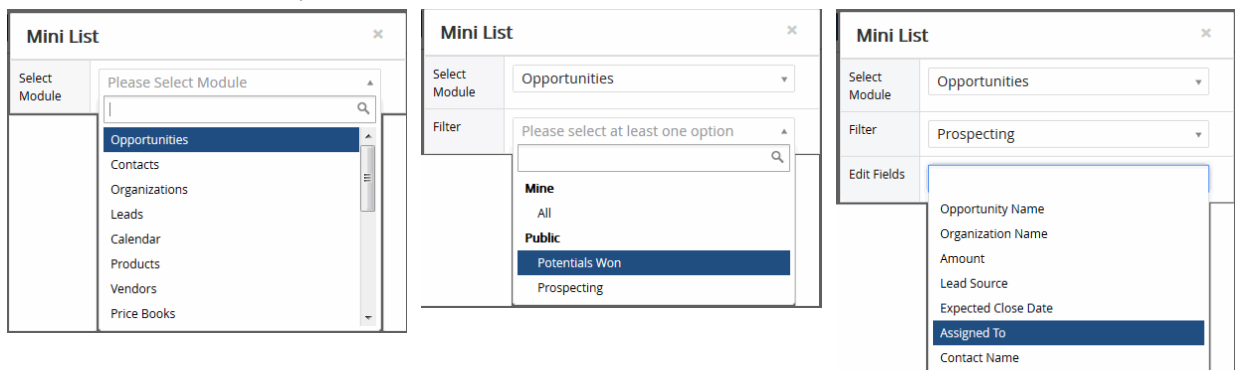 Mini List ×
Select Module
Please Select Module
Opportunities
Contacts
Organizations
Leads
Calendar
Products
Vendors
Price Books
Mini List ×
Select Module
Opportunities
Filter
Please select at least one option
Mine
All
Public
Potentials Won
Prospecting
Mini List ×
Select Module
Opportunities
Filter
Prospecting
Edit Fields
Opportunity Name
Organization Name
Amount
Lead Source
Expected Close Date
Assigned To
Contact Name